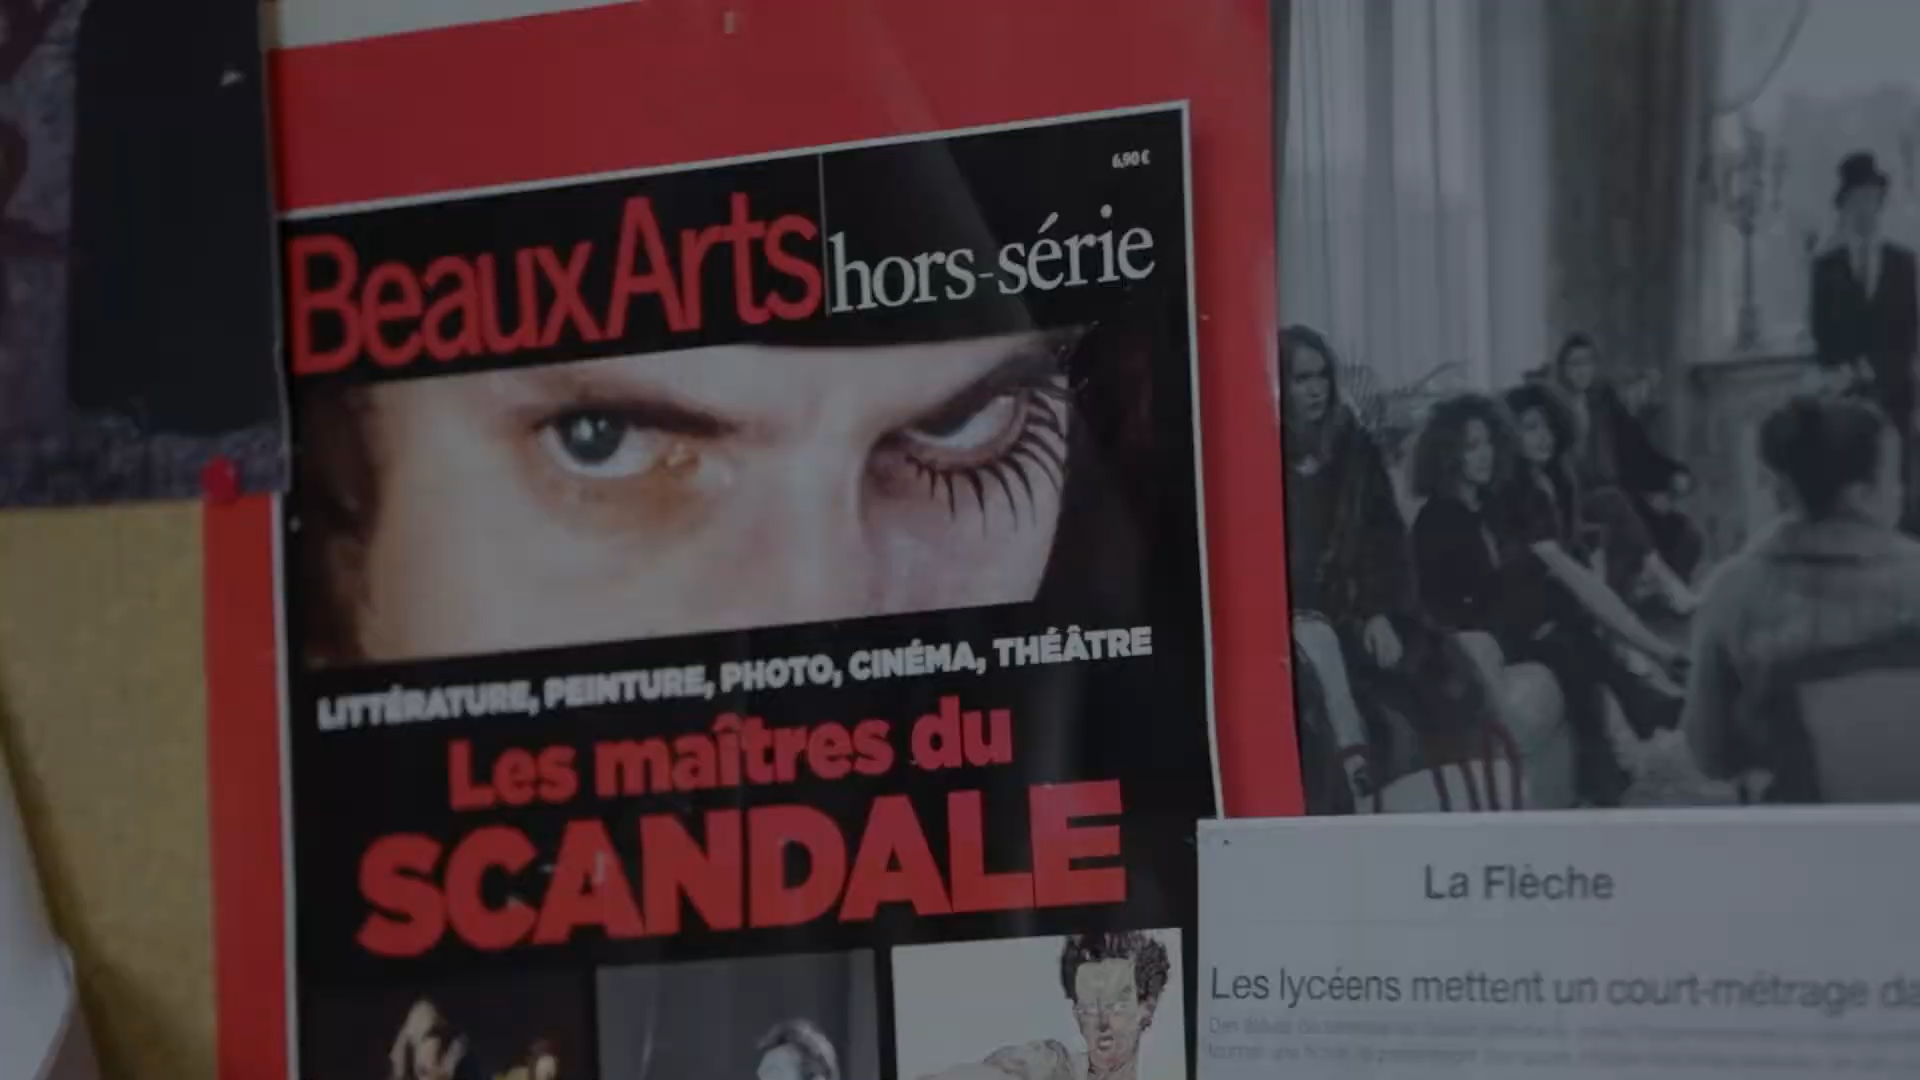 6,90 €
BeauxArts hors-série
LITTÉRATURE, PEINTURE, PHOTO, CINÉMA, THÉÂTRE
Les maîtres du
SCANDALE
La Flèche
Les lycéens mettent un court-métrage da